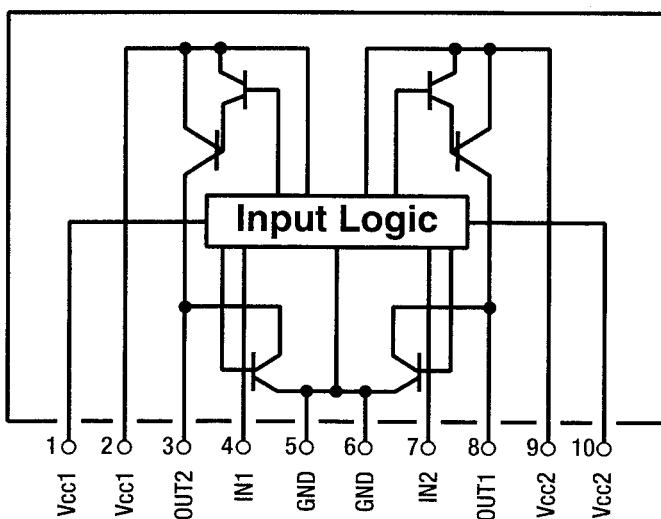 Input Logic
1 2 3 4 5 6 7 8 9 10
Vcc1
Vcc1
OUT2
IN1
GND
GND
IN2
OUT1
Vcc2
Vcc2